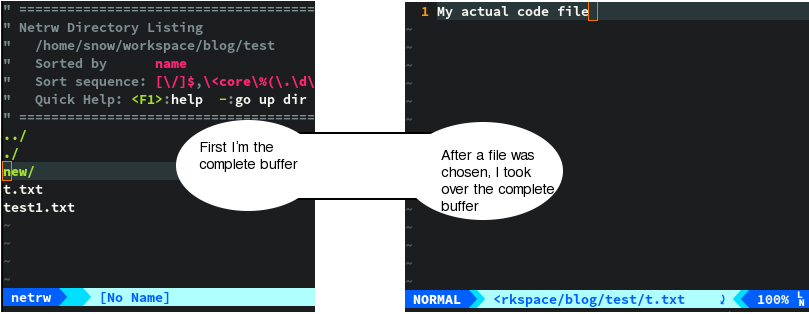 " ========================================
" Netrw Directory Listing
"   /home/snow/workspace/blog/test
"   Sorted by      name
"   Sort sequence: [\/]$,\<core\%(\.\d\
"   Quick Help: <F1>:help  -:go up dir
" ========================================
../
./
new/
t.txt
test1.txt
~
~
~
~
netrw [No Name]
First I'm the
complete buffer
1 My actual code file
~
~
~
~
~
~
~
~
~
~
~
~
~
~
After a file was
chosen, I took
over the complete
buffer
NORMAL <rkspace/blog/test/t.txt 100% LN